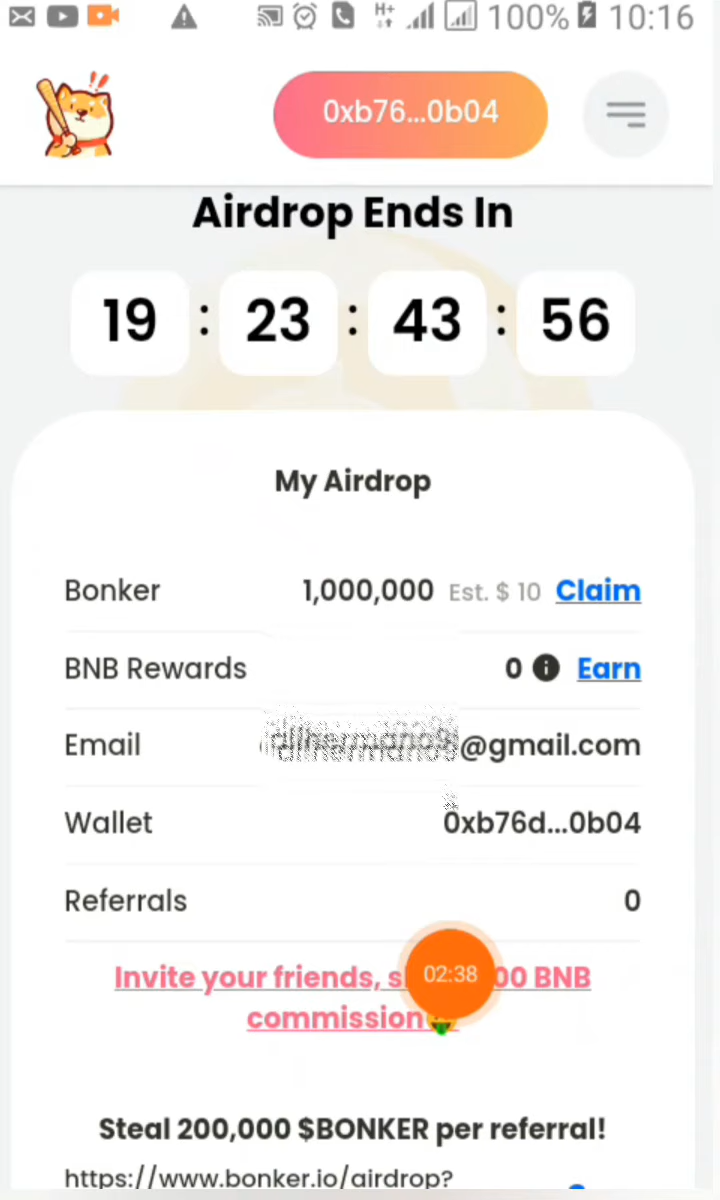 H+ 100% 10:16
0xb76...0b04
Airdrop Ends In
19 : 23 : 43 : 56
My Airdrop
Bonker 1,000,000 Est. $ 10 Claim
BNB Rewards 0 Earn
Email @gmail.com
Wallet 0xb76d...0b04
Referrals 0
Invite your friends, 02:38 00 BNB
commission🤑
Steal 200,000 $BONKER per referral!
https://www.bonker.io/airdrop?